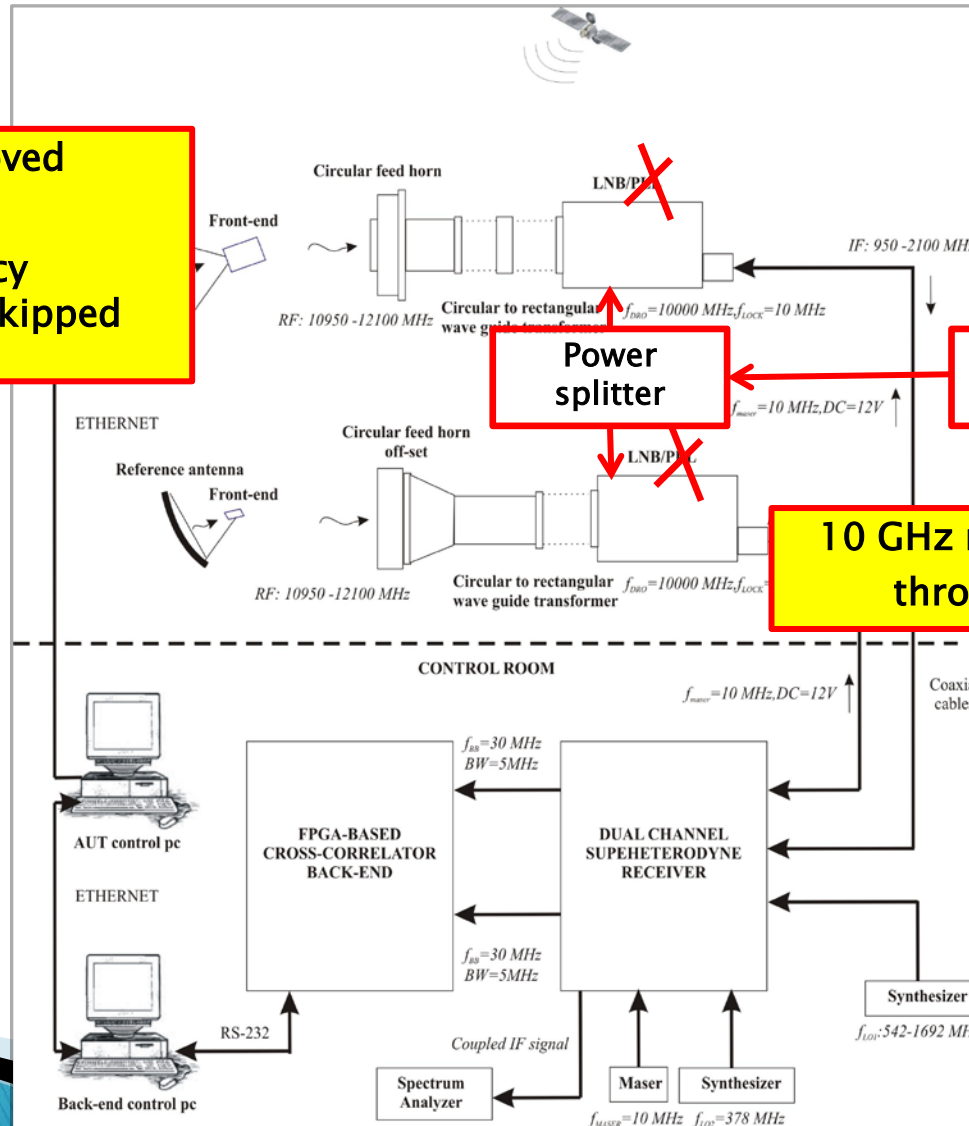 oved
cy
kipped
Circular feed horn
LNB/PLL
Front-end
IF: 950 -2100 MHz
RF: 10950 -12100 MHz
Circular to rectangular
wave guide transformer
f_DRO=10000 MHz,f_LOCK=10 MHz
Power
splitter
f_maser=10 MHz,DC=12V
ETHERNET
Circular feed horn
off-set
LNB/PLL
Reference antenna
Front-end
10 GHz
thro
RF: 10950 -12100 MHz
Circular to rectangular
wave guide transformer
f_DRO=10000 MHz,f_LOCK=
CONTROL ROOM
f_maser=10 MHz,DC=12V
Coaxia
cables
f_BB=30 MHz
BW=5MHz
FPGA-BASED
CROSS-CORRELATOR
BACK-END
DUAL CHANNEL
SUPEHETERODYNE
RECEIVER
AUT control pc
ETHERNET
f_BB=30 MHz
BW=5MHz
Synthesizer
f_LO1:542-1692 MH
RS-232
Coupled IF signal
Spectrum
Analyzer
Maser
Synthesizer
Back-end control pc
f_MASER=10 MHz
f_LO2=378 MHz